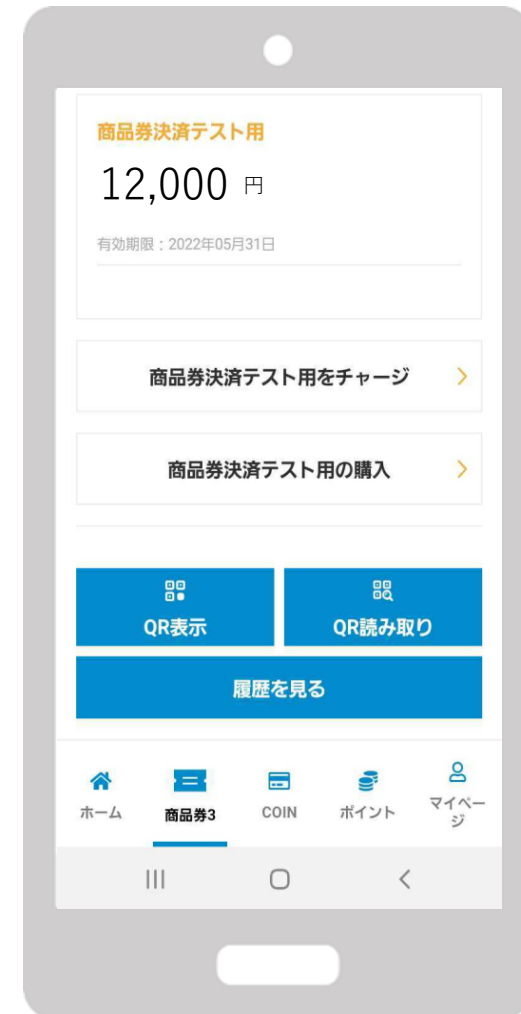 商品券決済テスト用
12,000 円
有効期限：2022年05月31日
商品券決済テスト用をチャージ
商品券決済テスト用の購入
QR表示
QR読み取り
履歴を見る
ホーム
商品券3
COIN
ポイント
マイペー
ジ